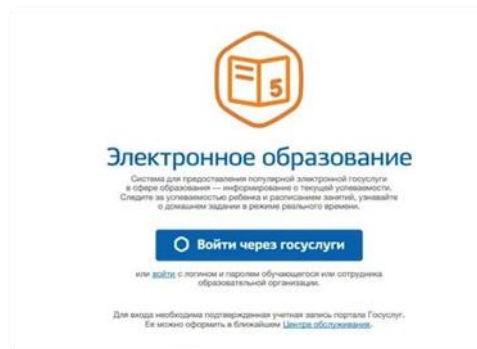 5
Электронное образование
Система для предоставления популярной электронной госуслуги
в сфере образования — информирование о текущей успеваемости.
Следите за успеваемостью ребенка и расписанием занятий, узнавайте
о домашнем задании в режиме реального времени.
Войти через госуслуги
или войти с логином и паролем обучающегося или сотрудника
образовательной организации.
Для входа необходима подтвержденная учетная запись портала Госуслуг.
Ее можно оформить в ближайшем Центре обслуживания.